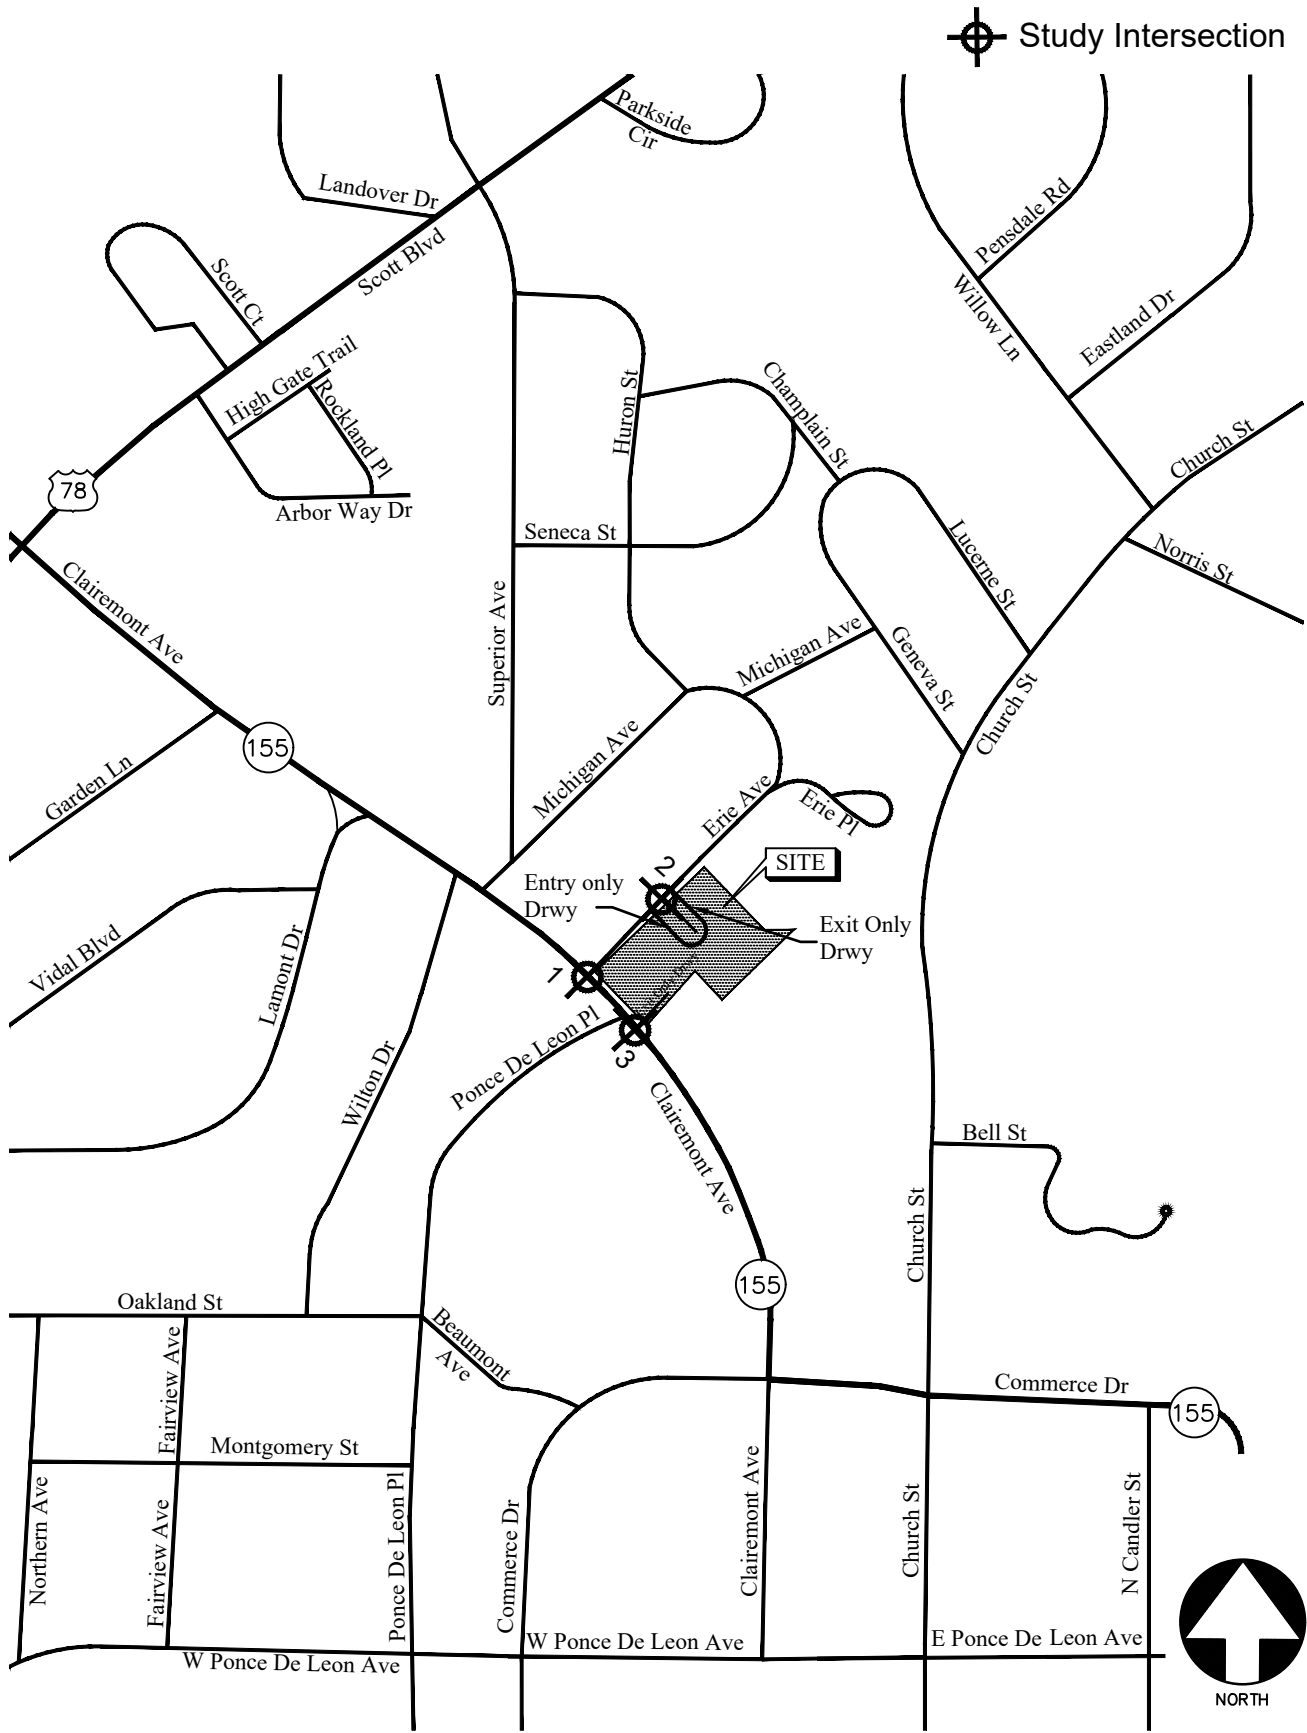 Study Intersection
Parkside
Cir
Landover Dr
Scott Blvd
Scott Ct
Pensdale Rd
Willow Ln
Eastland Dr
High Gate Trail
Rockland Pl
Arbor Way Dr
78
Huron St
Champlain St
Church St
Seneca St
Lucerne St
Norris St
Clairemont Ave
Superior Ave
Michigan Ave
Geneva St
Church St
155
Garden Ln
Michigan Ave
Erie Ave
Erie Pl
SITE
2
Entry only
Drwy
Exit Only
Drwy
Vidal Blvd
Lamont Dr
1
Ponce De Leon Pl
3
Wilton Dr
Clairemont Ave
Bell St
Church St
155
Oakland St
Beaumont
Ave
Fairview Ave
Commerce Dr
155
Montgomery St
Northern Ave
Fairview Ave
Ponce De Leon Pl
Commerce Dr
Clairemont Ave
Church St
N Candler St
W Ponce De Leon Ave
E Ponce De Leon Ave
W Ponce De Leon Ave
NORTH